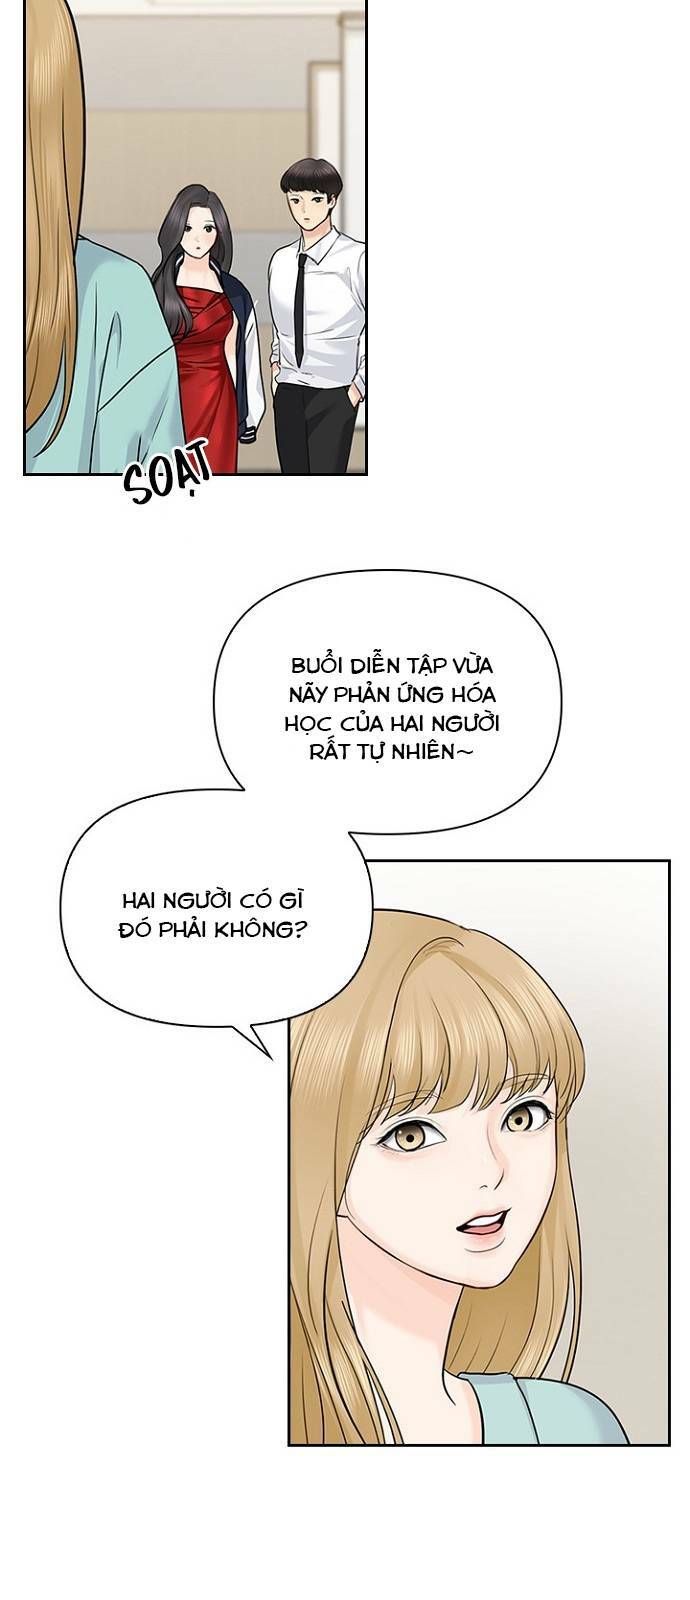 SOẠT
BUỔI DIỄN TẬP VỪA
NÃY PHẢN ỨNG HÓA
HỌC CỦA HAI NGƯỜI
RẤT TỰ NHIÊN~
HAI NGƯỜI CÓ GÌ
ĐÓ PHẢI KHÔNG?